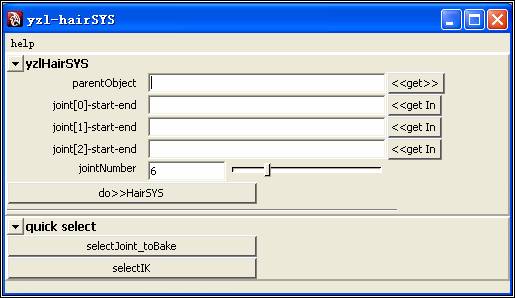 yzl-hairSYS
help
yzlHairSYS
parentObject <<get>>
joint[0]-start-end <<get In
joint[1]-start-end <<get In
joint[2]-start-end <<get In
jointNumber 6
do>>HairSYS
quick select
selectJoint_toBake
selectIK